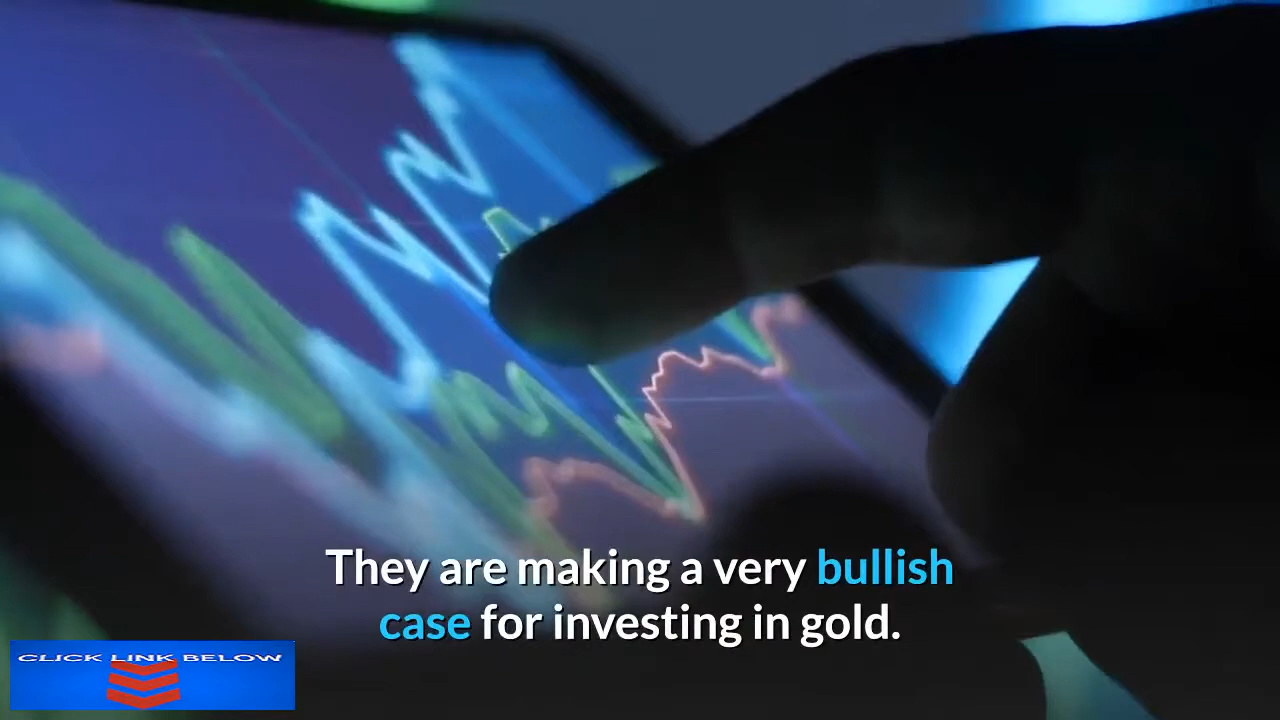 They are making a very bullish
case for investing in gold.
CLICK LINK BELOW